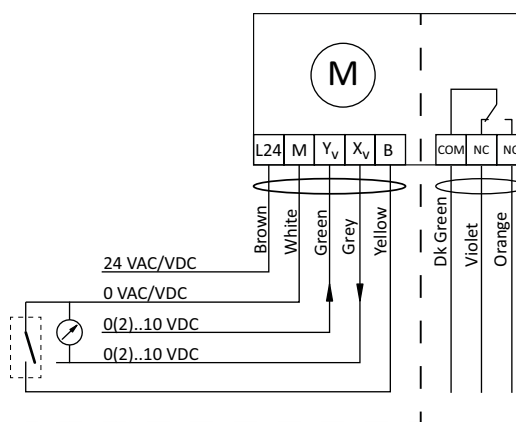 M
L24 M Yv Xv B COM NC
Brown
White
Green
Grey
Yellow
Dk Green
Violet
Orange
24 VAC/VDC
0 VAC/VDC
0(2)..10 VDC
0(2)..10 VDC